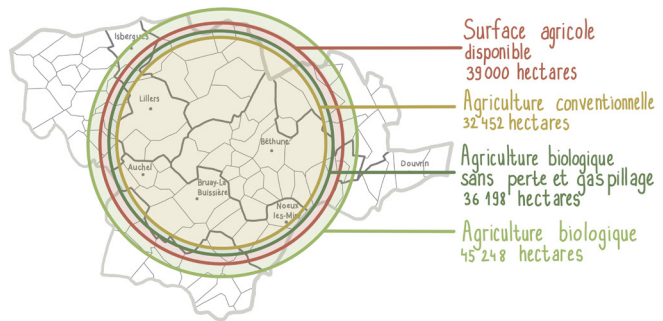 Isbergues
Lillers
Béthune
Auchel
Douvrin
Bruay-La
Buissière
Noeux
les-Mines
Surface agricole
disponible
39 000 hectares
Agriculture conventionnelle
32 452 hectares
Agriculture biologique
sans perte et gaspillage
36 198 hectares
Agriculture biologique
45 248 hectares